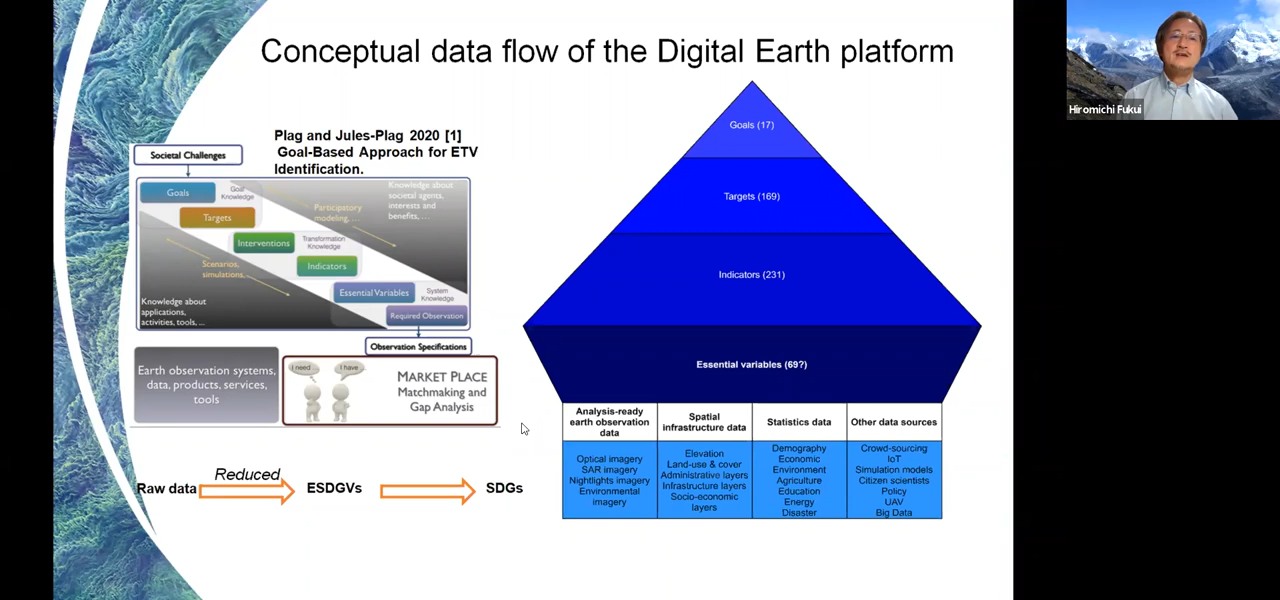 Conceptual data flow of the Digital Earth platform
Hiromichi Fukui
Plag and Jules-Plag 2020 [1]
Goal-Based Approach for ETV
Identification.
Societal Challenges
Goals
Goal
Knowledge
Targets
Participatory
modeling, ...
Knowledge about
societal agents,
interests and
benefits, ...
Interventions
Transformation
Knowledge
Scenarios,
simulations,
Indicators
Essential Variables
System
Knowledge
Knowledge about
applications,
activities, tools, ...
Required Observation
Observation Specifications
Earth observation systems,
data, products, services,
tools
I need
I have ...
MARKET PLACE
Matchmaking and
Gap Analysis
Reduced
Raw data
ESDGVs
SDGs
Goals (17)
Targets (169)
Indicators (231)
Essential variables (69?)
Analysis-ready
earth observation
data
Optical imagery
SAR imagery
Nightlights imagery
Environmental
imagery
Spatial
infrastructure data
Elevation
Land-use & cover
Administrative layers
Infrastructure layers
Socio-economic
layers
Statistics data
Demography
Economic
Environment
Agriculture
Education
Energy
Disaster
Other data sources
Crowd-sourcing
IoT
Simulation models
Citizen scientists
Policy
UAV
Big Data